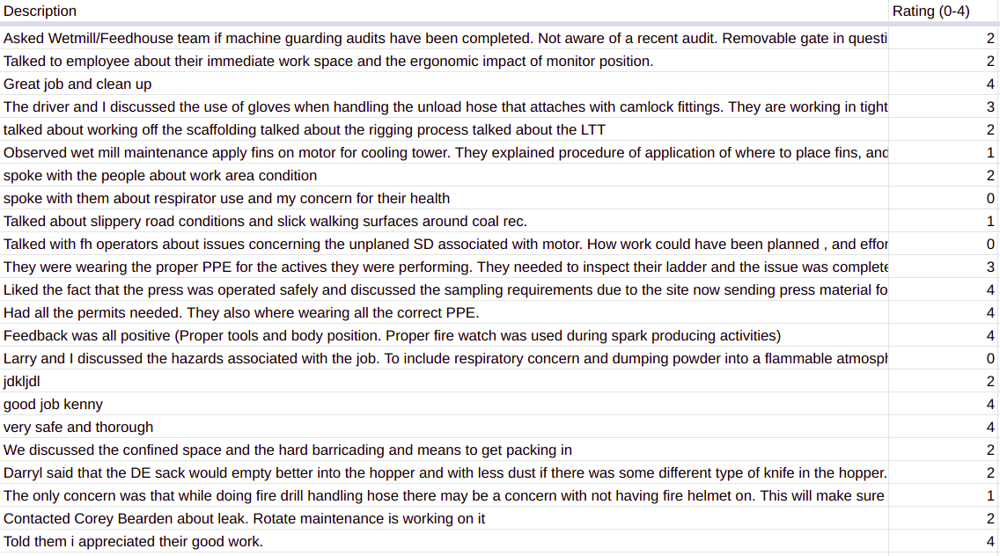 Description Rating (0-4)
Asked Wetmill/Feedhouse team if machine guarding audits have been completed. Not aware of a recent audit. Removable gate in questi 2
Talked to employee about their immediate work space and the ergonomic impact of monitor position. 2
Great job and clean up 4
The driver and I discussed the use of gloves when handling the unload hose that attaches with camlock fittings. They are working in tight 3
talked about working off the scaffolding talked about the rigging process talked about the LTT 2
Observed wet mill maintenance apply fins on motor for cooling tower. They explained procedure of application of where to place fins, and 1
spoke with the people about work area condition 2
spoke with them about respirator use and my concern for their health 0
Talked about slippery road conditions and slick walking surfaces around coal rec. 1
Talked with fh operators about issues concerning the unplaned SD associated with motor. How work could have been planned , and effor 0
They were wearing the proper PPE for the actives they were performing. They needed to inspect their ladder and the issue was complete 3
Liked the fact that the press was operated safely and discussed the sampling requirements due to the site now sending press material fo 4
Had all the permits needed. They also where wearing all the correct PPE. 4
Feedback was all positive (Proper tools and body position. Proper fire watch was used during spark producing activities) 4
Larry and I discussed the hazards associated with the job. To include respiratory concern and dumping powder into a flammable atmosph 0
jdkljdl 2
good job kenny 4
very safe and thorough 4
We discussed the confined space and the hard barricading and means to get packing in 2
Darryl said that the DE sack would empty better into the hopper and with less dust if there was some different type of knife in the hopper. 2
The only concern was that while doing fire drill handling hose there may be a concern with not having fire helmet on. This will make sure 1
Contacted Corey Bearden about leak. Rotate maintenance is working on it 2
Told them i appreciated their good work. 4